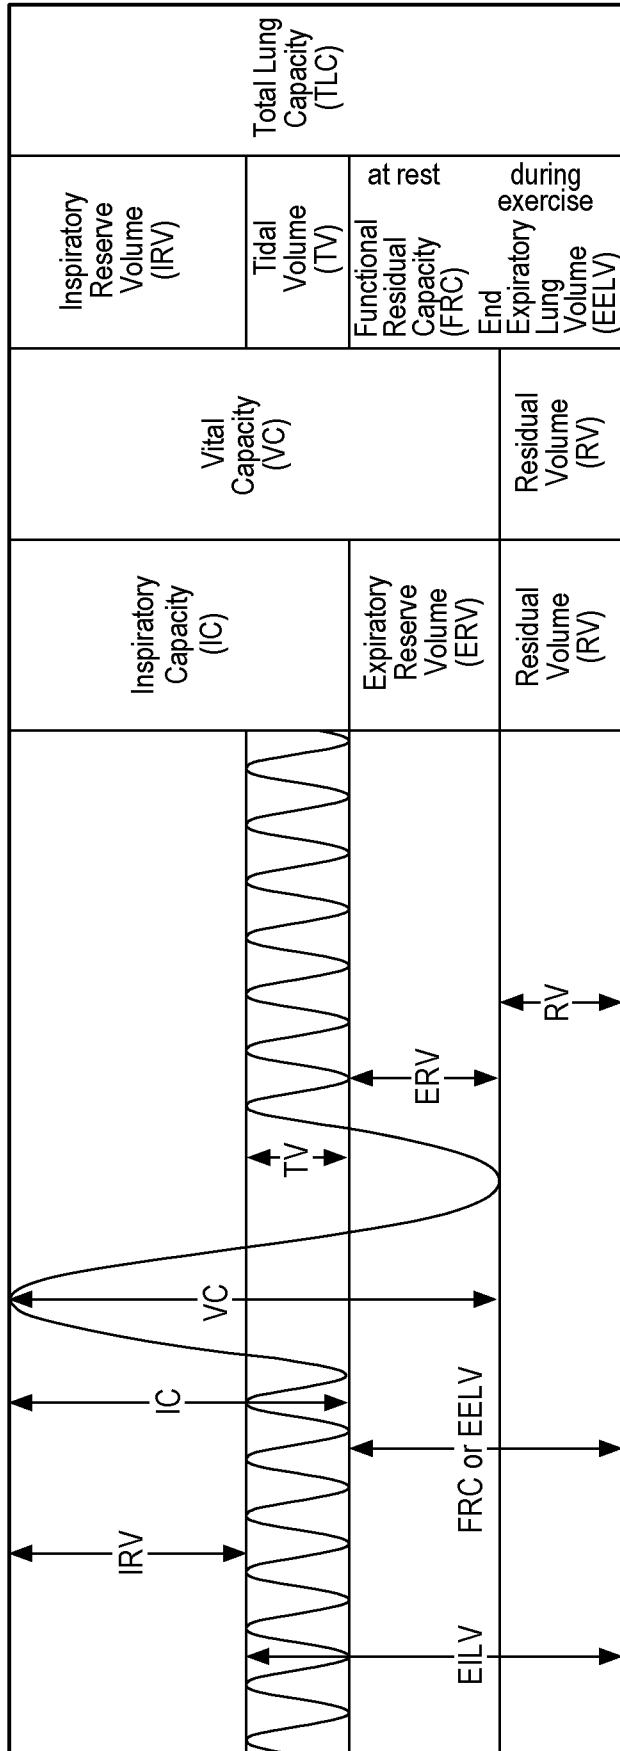 Total Lung
Capacity
(TLC)
Inspiratory
Reserve
Volume
(IRV)
Tidal
Volume
(TV)
at rest
Functional
Residual
Capacity
(FRC)
during
exercise
End
Expiratory
Lung
Volume
(EELV)
Vital
Capacity
(VC)
Residual
Volume
(RV)
Inspiratory
Capacity
(IC)
Expiratory
Reserve
Volume
(ERV)
Residual
Volume
(RV)
RV
ERV
TV
VC
IC
FRC or EELV
IRV
EILV